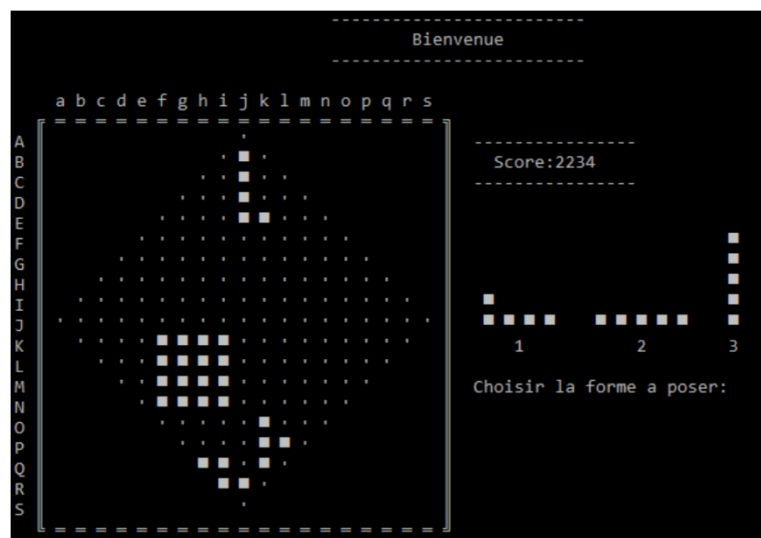 Bienvenue
a b c d e f g h i j k l m n o p q r s
A
B
Score:2234
C
D
E
F
G
H
I
J
K
1 2 3
L
M
Choisir la forme a poser:
N
O
P
Q
R
S